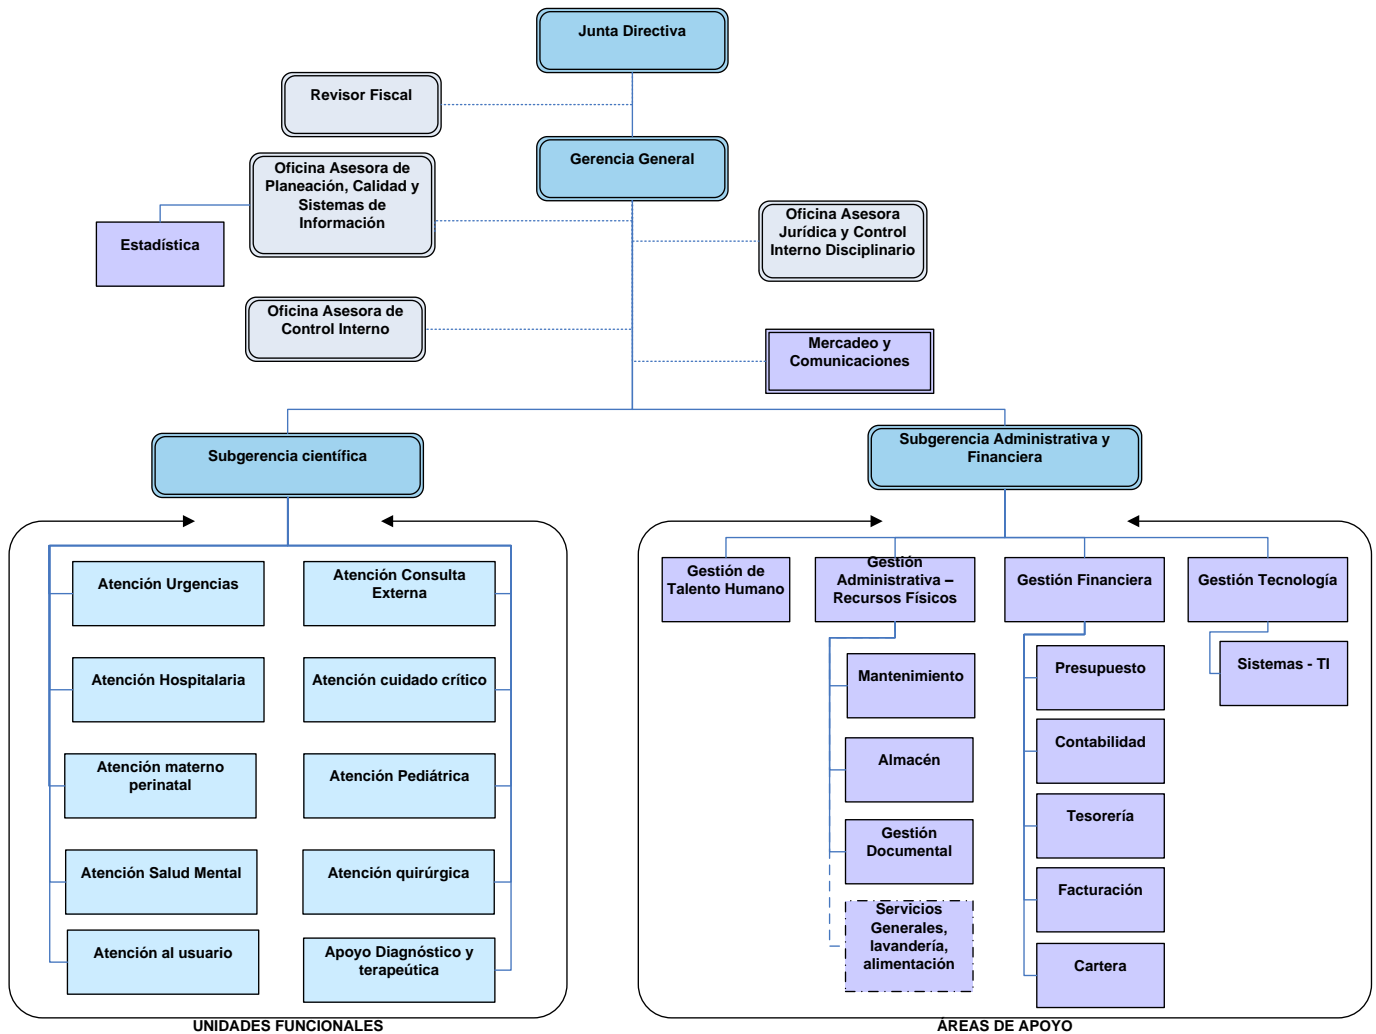 Junta Directiva
Revisor Fiscal
Gerencia General
Oficina Asesora de
Planeación, Calidad y
Sistemas de
Información
Estadística
Oficina Asesora
Jurídica y Control
Interno Disciplinario
Oficina Asesora de
Control Interno
Mercadeo y
Comunicaciones
Subgerencia científica
Subgerencia Administrativa y
Financiera
Atención Urgencias
Atención Consulta
Externa
Atención Hospitalaria
Atención cuidado crítico
Atención materno
perinatal
Atención Pediátrica
Atención Salud Mental
Atención quirúrgica
Atención al usuario
Apoyo Diagnóstico y
terapeútica
UNIDADES FUNCIONALES
Gestión de
Talento Humano
Gestión
Administrativa –
Recursos Físicos
Gestión Financiera
Gestión Tecnología
Mantenimiento
Almacén
Gestión
Documental
Servicios
Generales,
lavandería,
alimentación
Presupuesto
Contabilidad
Tesorería
Facturación
Cartera
Sistemas - TI
ÁREAS DE APOYO